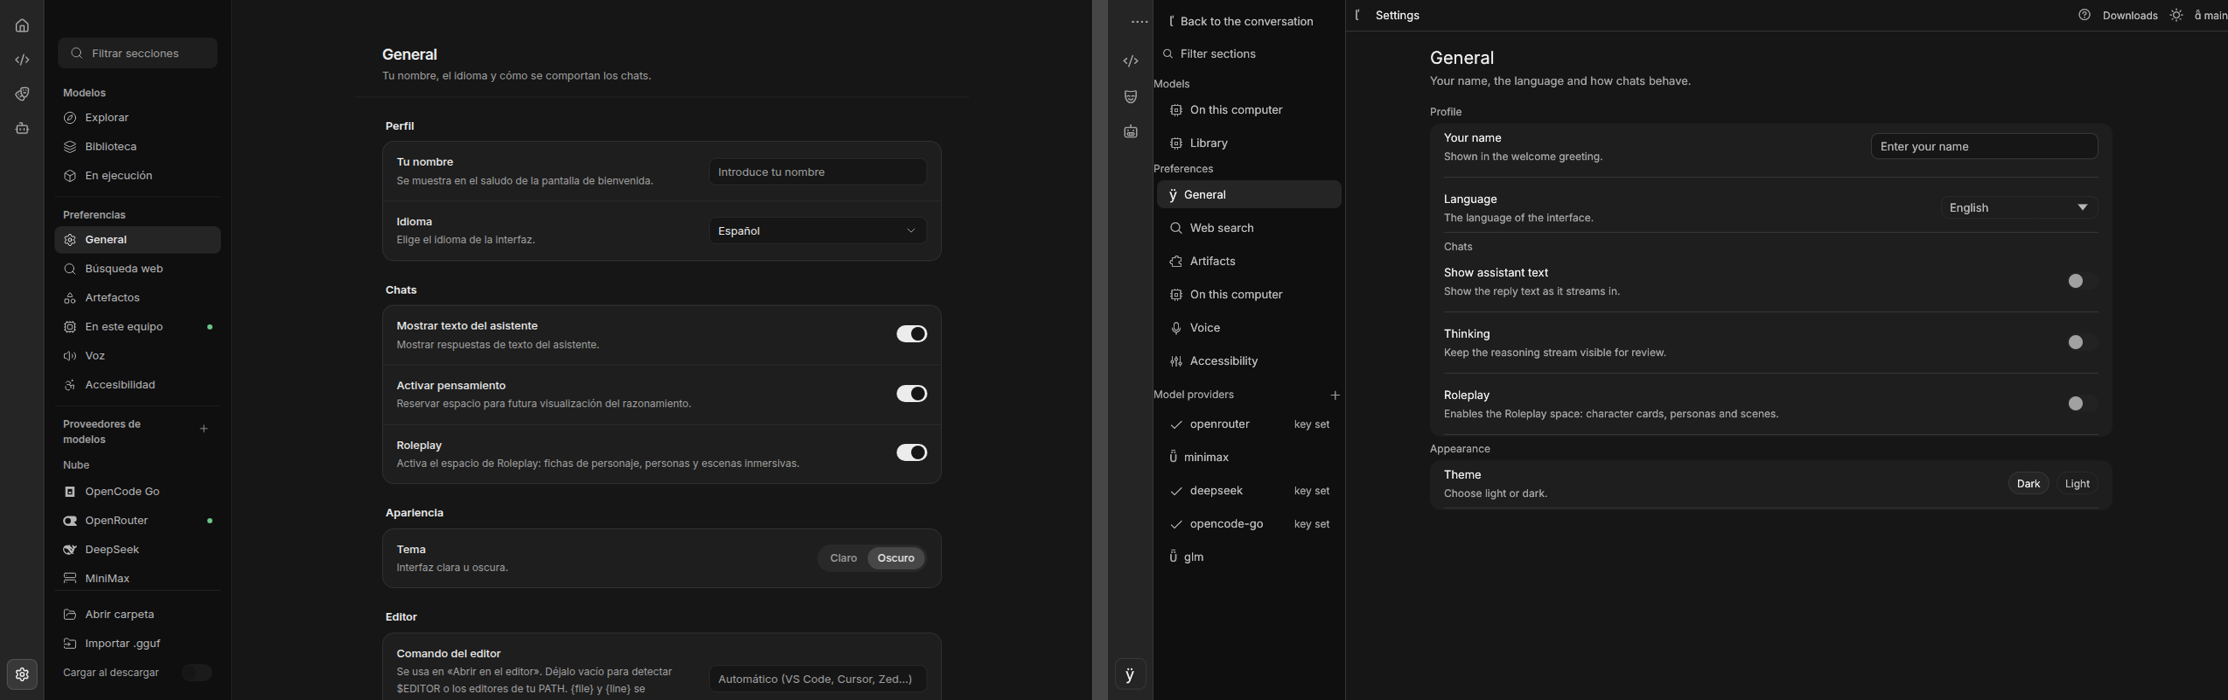 Filtrar secciones
Modelos
Explorar
Biblioteca
En ejecución
Preferencias
General
Búsqueda web
Artefactos
En este equipo
Voz
Accesibilidad
Proveedores de
modelos
Nube
OpenCode Go
OpenRouter
DeepSeek
MiniMax
Abrir carpeta
Importar .gguf
Cargar al descargar
General
Tu nombre, el idioma y cómo se comportan los chats.
Perfil
Tu nombre
Se muestra en el saludo de la pantalla de bienvenida.
Introduce tu nombre
Idioma
Elige el idioma de la interfaz.
Español
Chats
Mostrar texto del asistente
Mostrar respuestas de texto del asistente.
Activar pensamiento
Reservar espacio para futura visualización del razonamiento.
Roleplay
Activa el espacio de Roleplay: fichas de personaje, personas y escenas inmersivas.
Apariencia
Tema
Interfaz clara u oscura.
Claro
Oscuro
Editor
Comando del editor
Se usa en «Abrir en el editor». Déjalo vacío para detectar
$EDITOR o los editores de tu PATH. {file} y {line} se
Automático (VS Code, Cursor, Zed...)
ÿ
Back to the conversation
Filter sections
Models
On this computer
Library
Preferences
ÿ General
Web search
Artifacts
On this computer
Voice
Accessibility
Model providers +
openrouter key set
minimax
deepseek key set
opencode-go key set
glm
Settings
Downloads
å main
General
Your name, the language and how chats behave.
Profile
Your name
Shown in the welcome greeting.
Enter your name
Language
The language of the interface.
English
Chats
Show assistant text
Show the reply text as it streams in.
Thinking
Keep the reasoning stream visible for review.
Roleplay
Enables the Roleplay space: character cards, personas and scenes.
Appearance
Theme
Choose light or dark.
Dark
Light